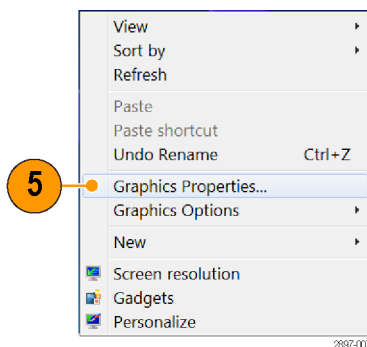 View
Sort by
Refresh
Paste
Paste shortcut
Undo Rename Ctrl+Z
5
Graphics Properties...
Graphics Options
New
Screen resolution
Gadgets
Personalize